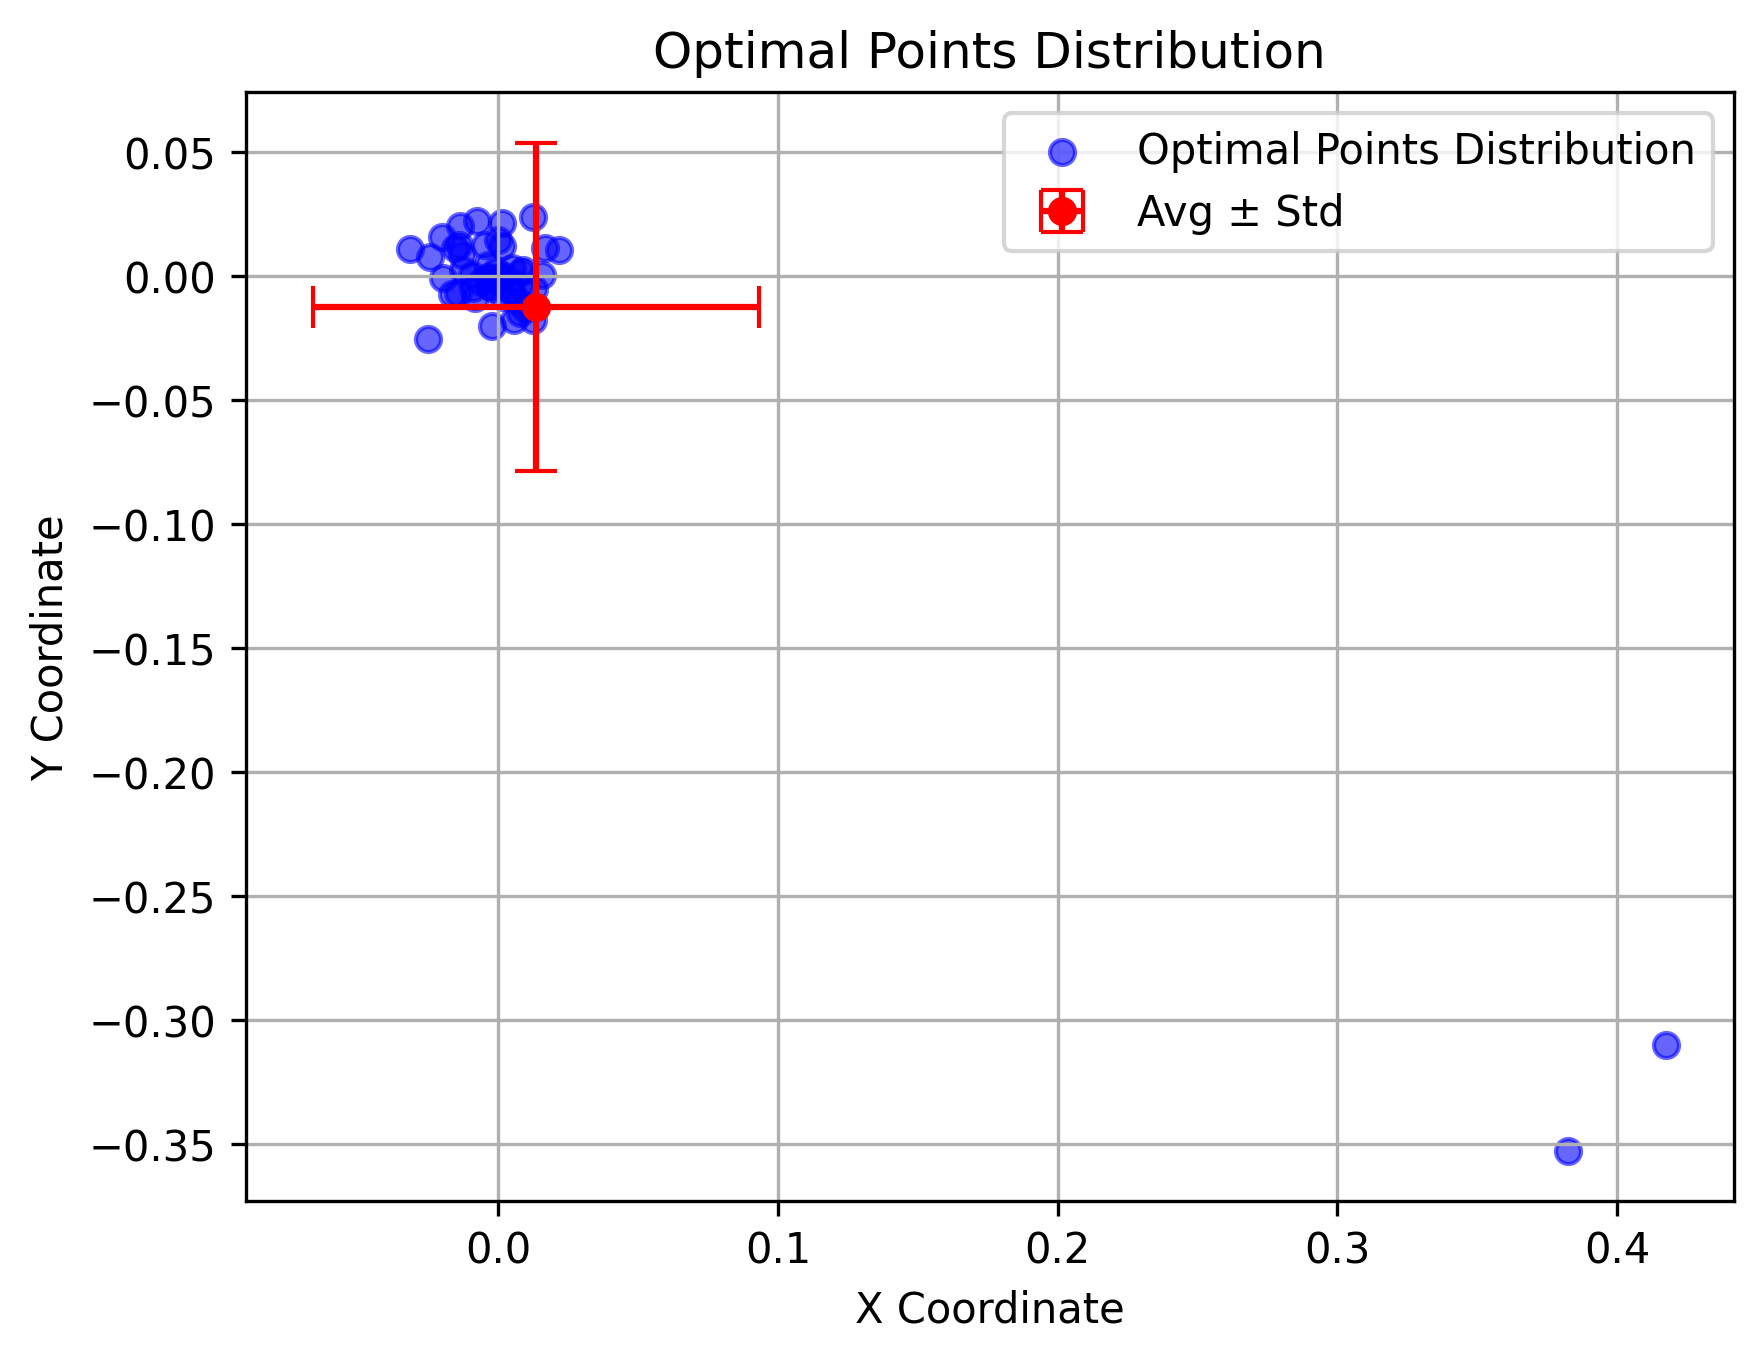 Optimal Points Distribution
Optimal Points Distribution
Avg ± Std
0.05
0.00
−0.05
−0.10
−0.15
−0.20
−0.25
−0.30
−0.35
Y Coordinate
0.0 0.1 0.2 0.3 0.4
X Coordinate